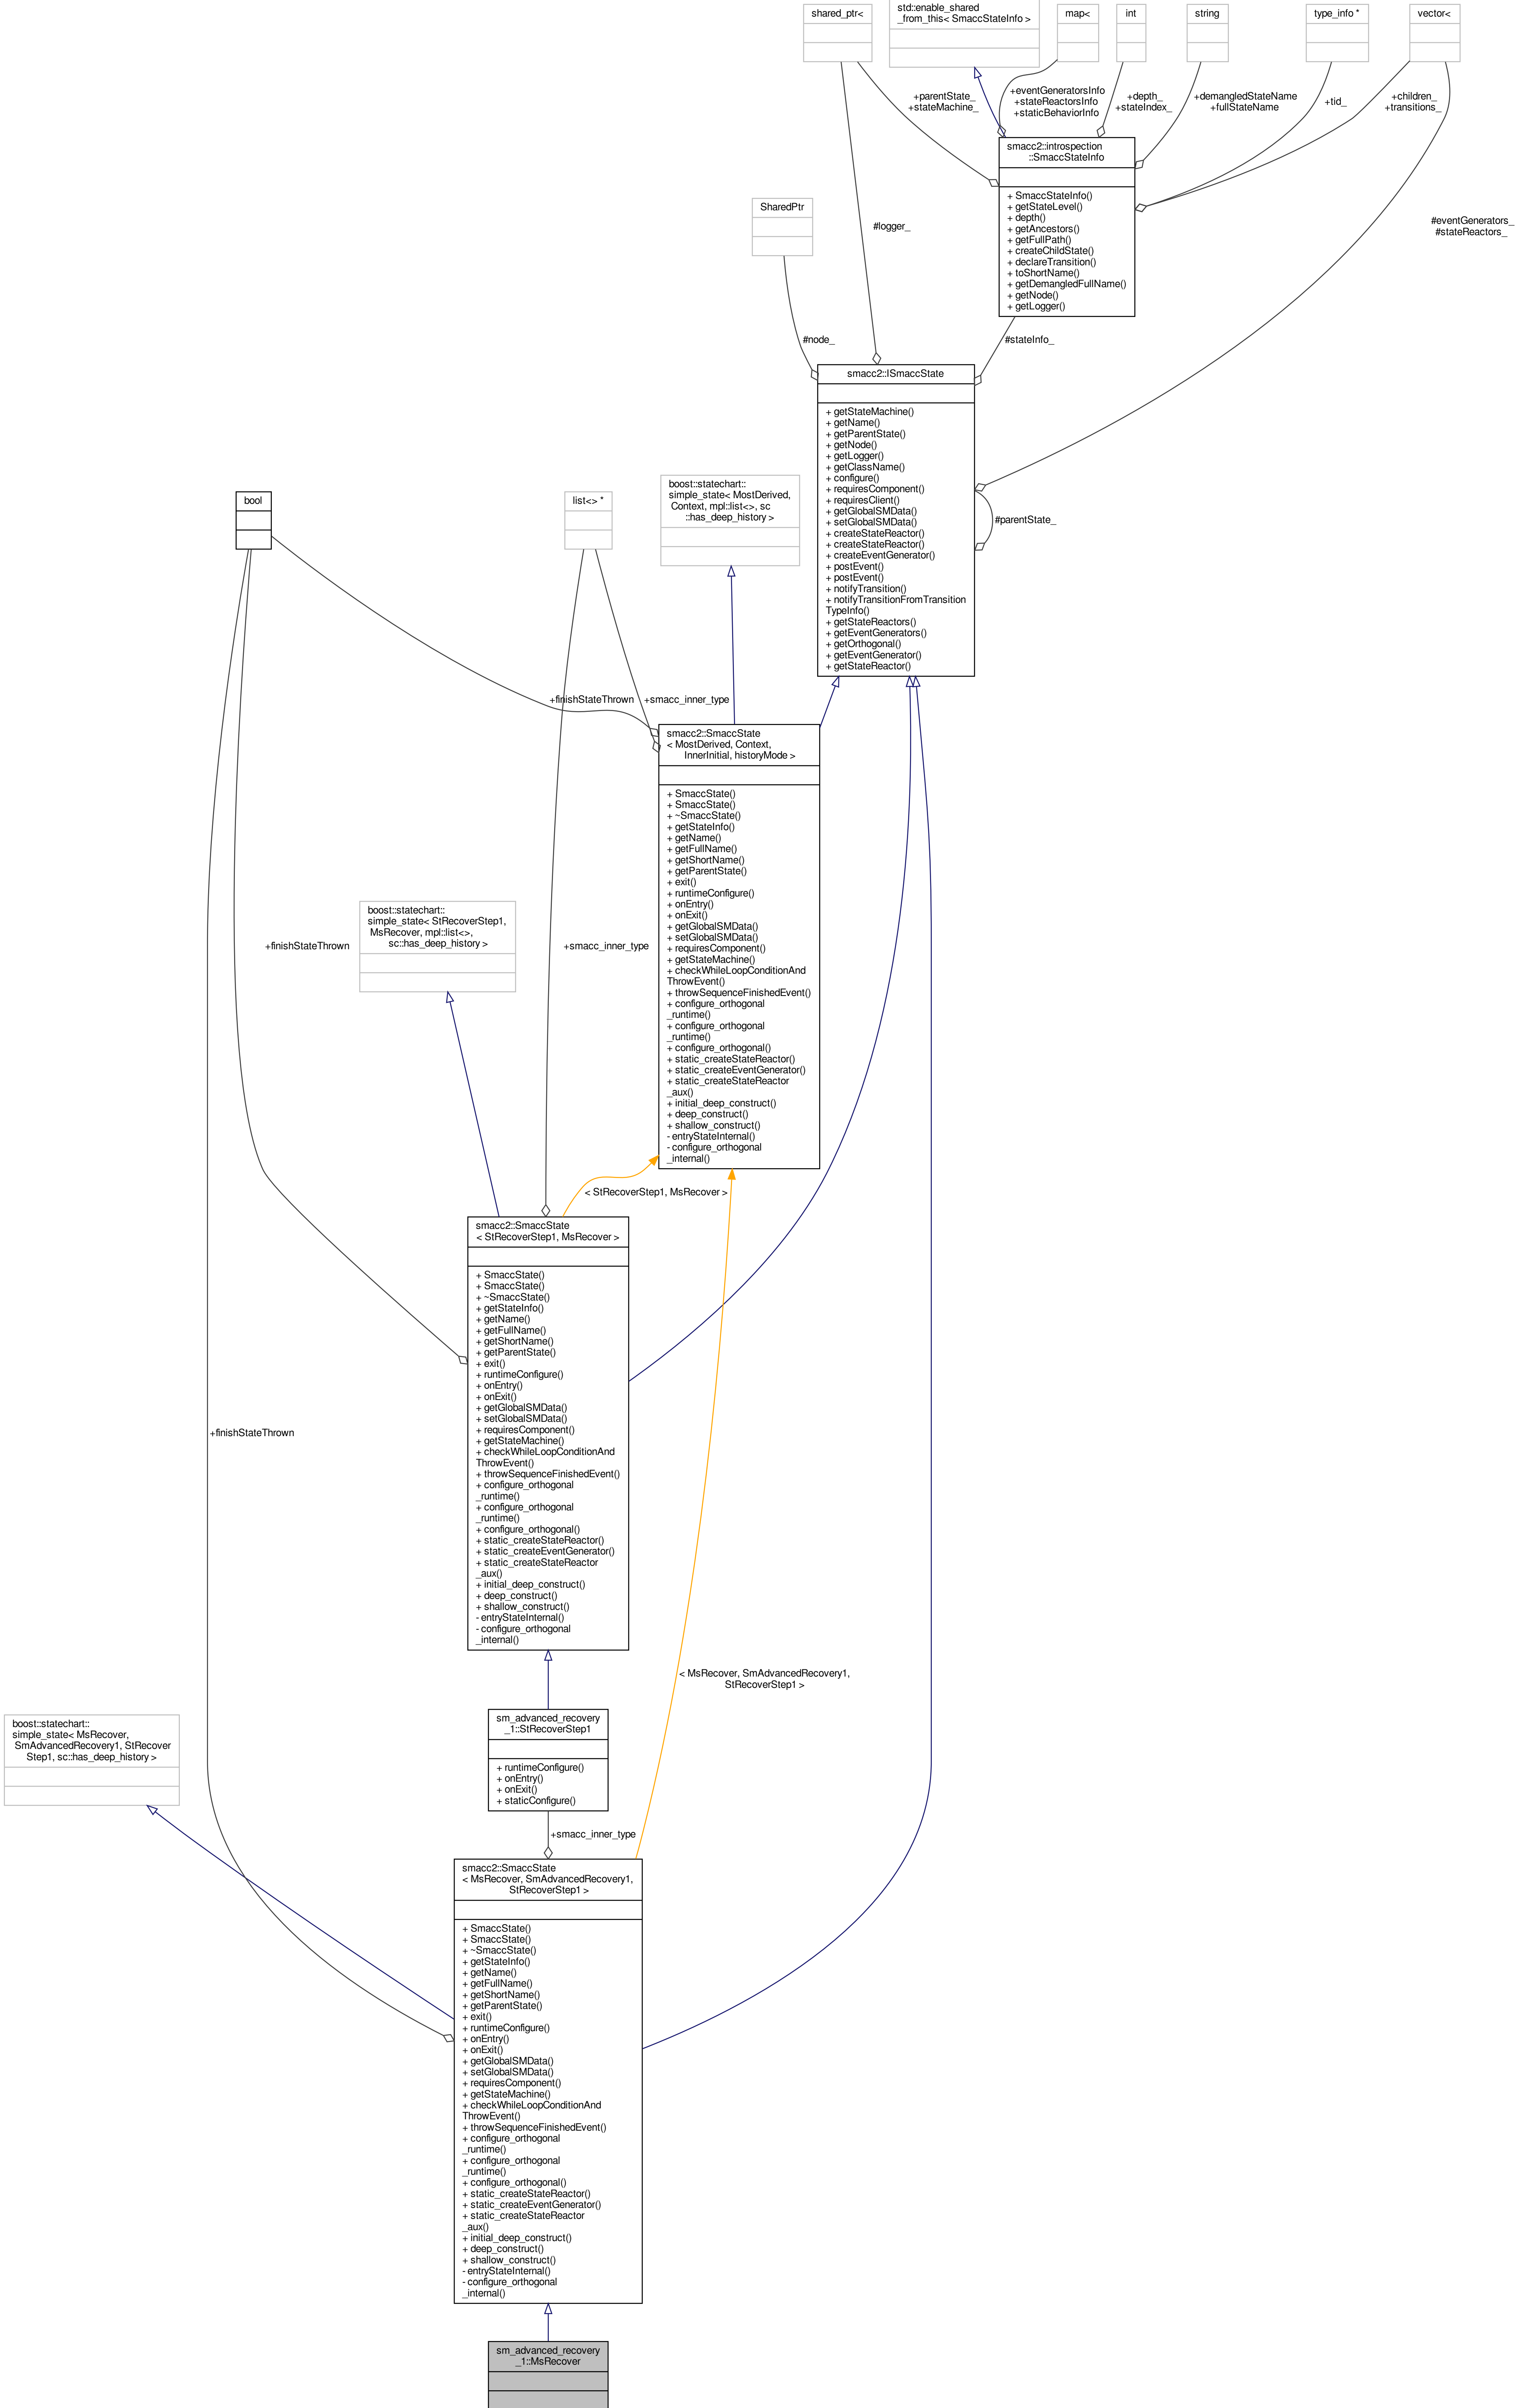 shared_ptr<
std::enable_shared
_from_this< SmaccStateInfo >
map<
int
string
type_info *
vector<
+parentState_
+stateMachine_
+eventGeneratorsInfo
+stateReactorsInfo
+staticBehaviorInfo
+depth_
+stateIndex_
+demangledStateName
+fullStateName
+tid_
+children_
+transitions_
smacc2::introspection
::SmaccStateInfo
+ SmaccStateInfo()
+ getStateLevel()
+ depth()
+ getAncestors()
+ getFullPath()
+ createChildState()
+ declareTransition()
+ toShortName()
+ getDemangledFullName()
+ getNode()
+ getLogger()
SharedPtr
#logger_
#eventGenerators_
#stateReactors_
#node_
#stateInfo_
smacc2::ISmaccState
+ getStateMachine()
+ getName()
+ getParentState()
+ getNode()
+ getLogger()
+ getClassName()
+ configure()
+ requiresComponent()
+ requiresClient()
+ getGlobalSMData()
+ setGlobalSMData()
+ createStateReactor()
+ createStateReactor()
+ createEventGenerator()
+ postEvent()
+ postEvent()
+ notifyTransition()
+ notifyTransitionFromTransition
TypeInfo()
+ getStateReactors()
+ getEventGenerators()
+ getOrthogonal()
+ getEventGenerator()
+ getStateReactor()
#parentState_
bool
list<> *
boost::statechart::
simple_state< MostDerived,
Context, mpl::list<>, sc
::has_deep_history >
+finishStateThrown
+smacc_inner_type
smacc2::SmaccState
< MostDerived, Context,
InnerInitial, historyMode >
+ SmaccState()
+ SmaccState()
+ ~SmaccState()
+ getStateInfo()
+ getName()
+ getFullName()
+ getShortName()
+ getParentState()
+ exit()
+ runtimeConfigure()
+ onEntry()
+ onExit()
+ getGlobalSMData()
+ setGlobalSMData()
+ requiresComponent()
+ getStateMachine()
+ checkWhileLoopConditionAnd
ThrowEvent()
+ throwSequenceFinishedEvent()
+ configure_orthogonal
_runtime()
+ configure_orthogonal
_runtime()
+ configure_orthogonal()
+ static_createStateReactor()
+ static_createEventGenerator()
+ static_createStateReactor
_aux()
+ initial_deep_construct()
+ deep_construct()
+ shallow_construct()
- entryStateInternal()
- configure_orthogonal
_internal()
boost::statechart::
simple_state< StRecoverStep1,
MsRecover, mpl::list<>,
sc::has_deep_history >
+finishStateThrown
+smacc_inner_type
< StRecoverStep1, MsRecover >
smacc2::SmaccState
< StRecoverStep1, MsRecover >
+ SmaccState()
+ SmaccState()
+ ~SmaccState()
+ getStateInfo()
+ getName()
+ getFullName()
+ getShortName()
+ getParentState()
+ exit()
+ runtimeConfigure()
+ onEntry()
+ onExit()
+ getGlobalSMData()
+ setGlobalSMData()
+ requiresComponent()
+ getStateMachine()
+ checkWhileLoopConditionAnd
ThrowEvent()
+ throwSequenceFinishedEvent()
+ configure_orthogonal
_runtime()
+ configure_orthogonal
_runtime()
+ configure_orthogonal()
+ static_createStateReactor()
+ static_createEventGenerator()
+ static_createStateReactor
_aux()
+ initial_deep_construct()
+ deep_construct()
+ shallow_construct()
- entryStateInternal()
- configure_orthogonal
_internal()
+finishStateThrown
< MsRecover, SmAdvancedRecovery1,
StRecoverStep1 >
boost::statechart::
simple_state< MsRecover,
SmAdvancedRecovery1, StRecover
Step1, sc::has_deep_history >
sm_advanced_recovery
_1::StRecoverStep1
+ runtimeConfigure()
+ onEntry()
+ onExit()
+ staticConfigure()
+smacc_inner_type
smacc2::SmaccState
< MsRecover, SmAdvancedRecovery1,
StRecoverStep1 >
+ SmaccState()
+ SmaccState()
+ ~SmaccState()
+ getStateInfo()
+ getName()
+ getFullName()
+ getShortName()
+ getParentState()
+ exit()
+ runtimeConfigure()
+ onEntry()
+ onExit()
+ getGlobalSMData()
+ setGlobalSMData()
+ requiresComponent()
+ getStateMachine()
+ checkWhileLoopConditionAnd
ThrowEvent()
+ throwSequenceFinishedEvent()
+ configure_orthogonal
_runtime()
+ configure_orthogonal
_runtime()
+ configure_orthogonal()
+ static_createStateReactor()
+ static_createEventGenerator()
+ static_createStateReactor
_aux()
+ initial_deep_construct()
+ deep_construct()
+ shallow_construct()
- entryStateInternal()
- configure_orthogonal
_internal()
sm_advanced_recovery
_1::MsRecover